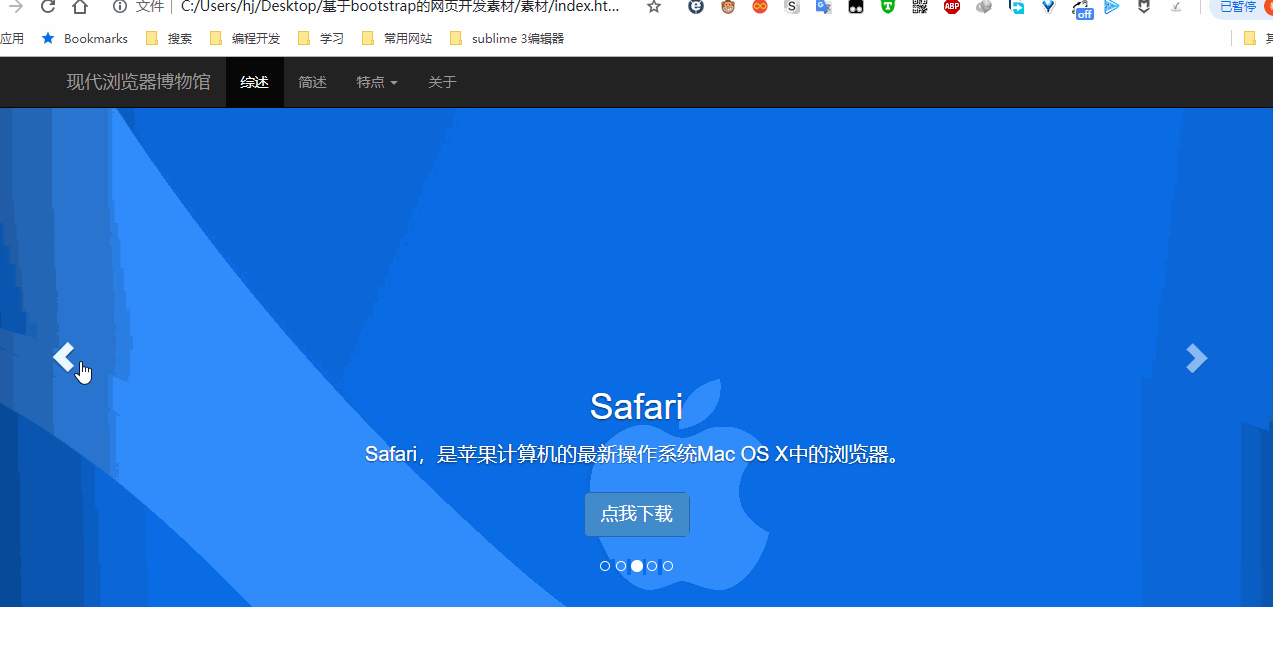 文件 C:/Users/hj/Desktop/基于bootstrap的网页开发素材/素材/index.ht... 已暂停
应用 Bookmarks 搜索 编程开发 学习 常用网站 sublime 3编辑器
现代浏览器博物馆 综述 简述 特点 关于
Safari
Safari，是苹果计算机的最新操作系统Mac OS X中的浏览器。
点我下载